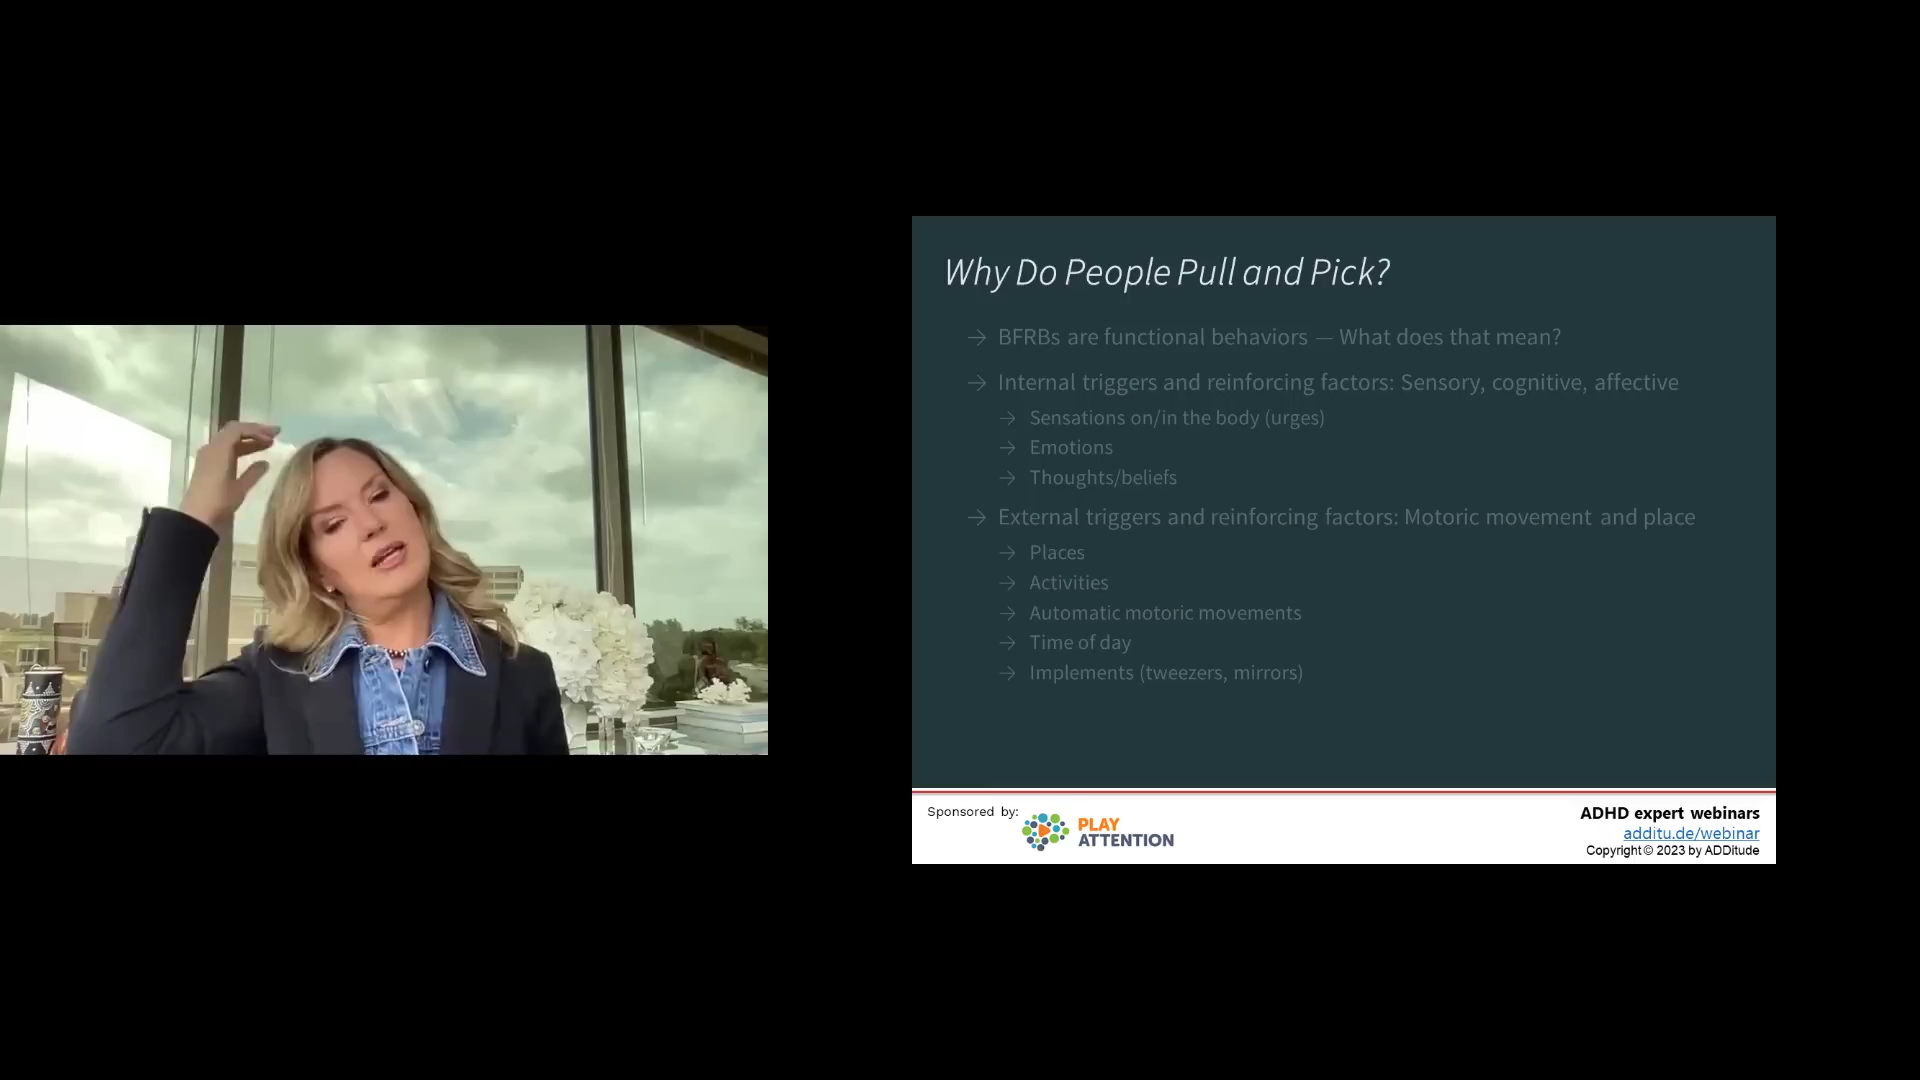 Why Do People Pull and Pick?
→ BFRBs are functional behaviors — What does that mean?
→ Internal triggers and reinforcing factors: Sensory, cognitive, affective
→ Sensations on/in the body (urges)
→ Emotions
→ Thoughts/beliefs
→ External triggers and reinforcing factors: Motoric movement and place
→ Places
→ Activities
→ Automatic motoric movements
→ Time of day
→ Implements (tweezers, mirrors)
Sponsored by:
PLAY
ATTENTION
ADHD expert webinars
additu.de/webinar
Copyright © 2023 by ADDitude